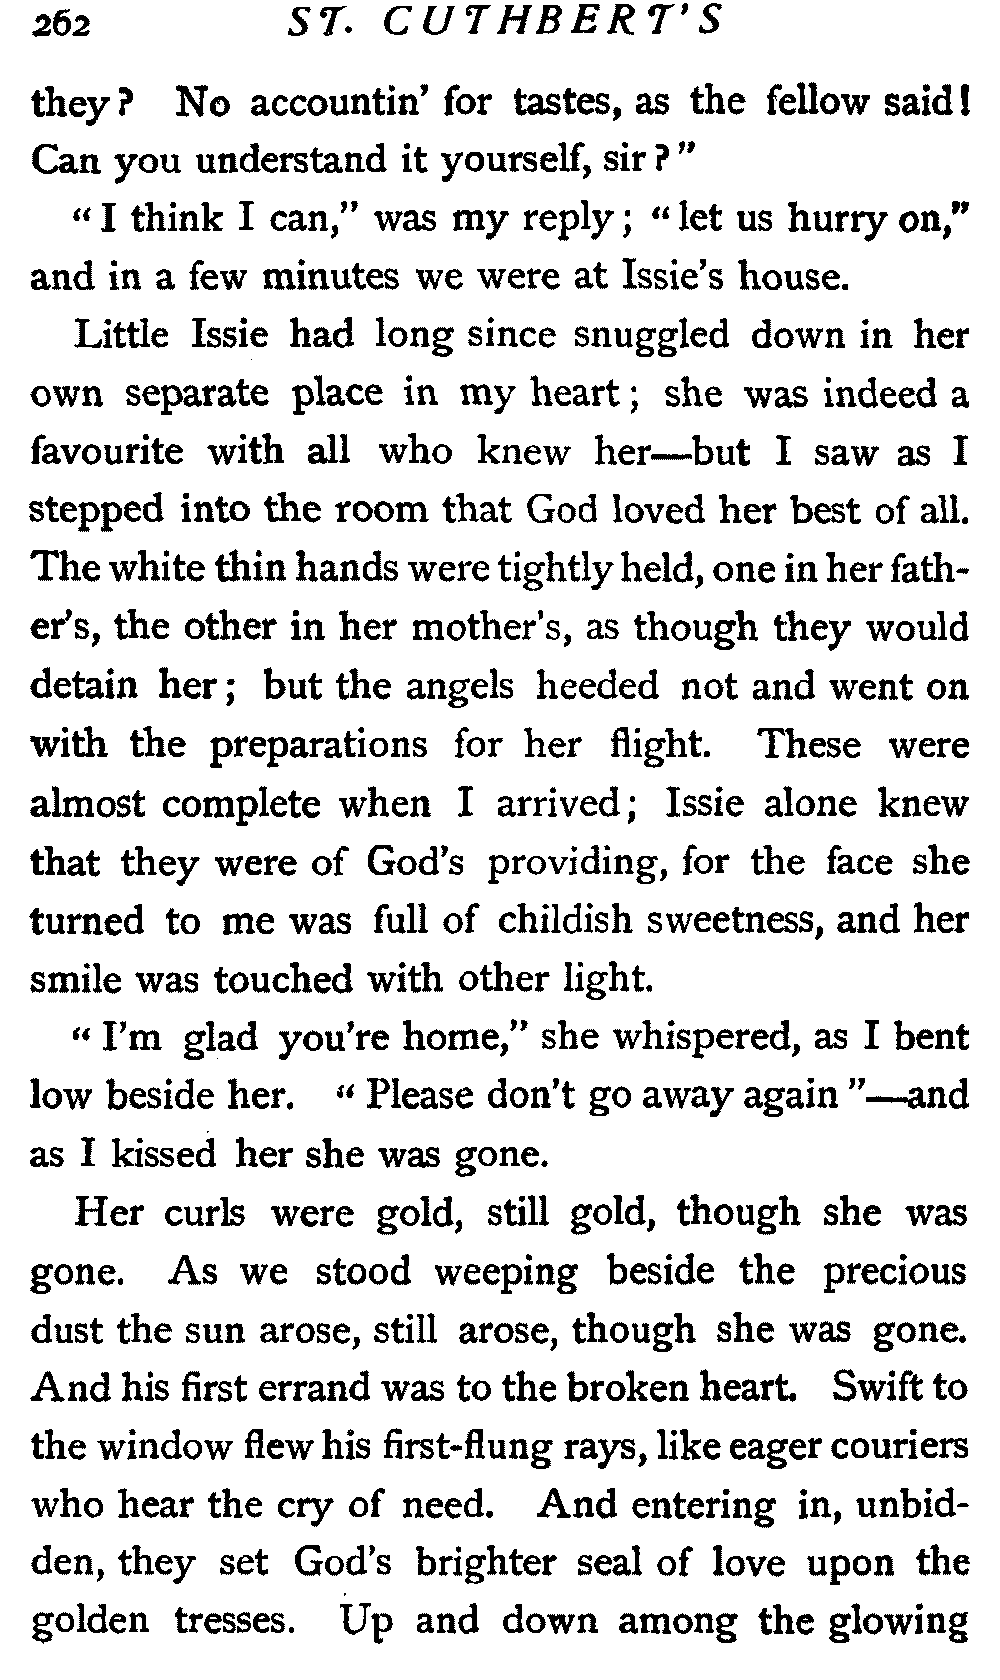 262 ST. CUTHBERT'S
they? No accountin' for tastes, as the fellow said!
Can you understand it yourself, sir?"
"I think I can," was my reply; "let us hurry on,"
and in a few minutes we were at Issie's house.
Little Issie had long since snuggled down in her
own separate place in my heart; she was indeed a
favourite with all who knew her—but I saw as I
stepped into the room that God loved her best of all.
The white thin hands were tightly held, one in her fath-
er's, the other in her mother's, as though they would
detain her; but the angels heeded not and went on
with the preparations for her flight. These were
almost complete when I arrived; Issie alone knew
that they were of God's providing, for the face she
turned to me was full of childish sweetness, and her
smile was touched with other light.
"I'm glad you're home," she whispered, as I bent
low beside her. "Please don't go away again"—and
as I kissed her she was gone.
Her curls were gold, still gold, though she was
gone. As we stood weeping beside the precious
dust the sun arose, still arose, though she was gone.
And his first errand was to the broken heart. Swift to
the window flew his first-flung rays, like eager couriers
who hear the cry of need. And entering in, unbid-
den, they set God's brighter seal of love upon the
golden tresses. Up and down among the glowing